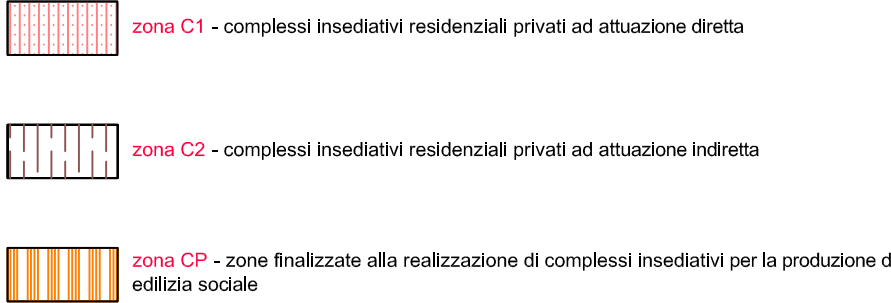 zona C1 - complessi insediativi residenziali privati ad attuazione diretta
zona C2 - complessi insediativi residenziali privati ad attuazione indiretta
zona CP - zone finalizzate alla realizzazione di complessi insediativi per la produzione d
edilizia sociale